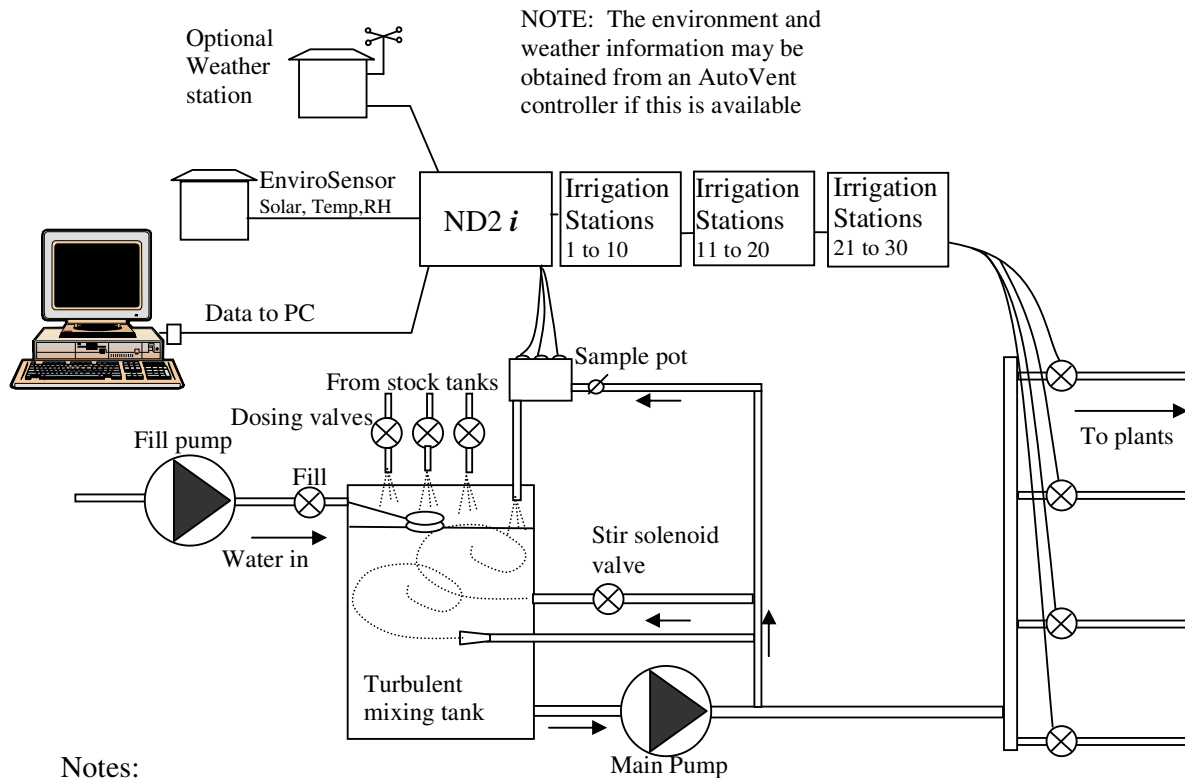 Optional
Weather
station
NOTE:  The environment and
weather information may be
obtained from an AutoVent
controller if this is available
EnviroSensor
Solar, Temp,RH
ND2 i
Irrigation
Stations
1 to 10
Irrigation
Stations
11 to 20
Irrigation
Stations
21 to 30
Data to PC
Sample pot
From stock tanks
Dosing valves
Fill pump
Fill
Water in
To plants
Stir solenoid
valve
Turbulent
mixing tank
Main Pump
Notes: